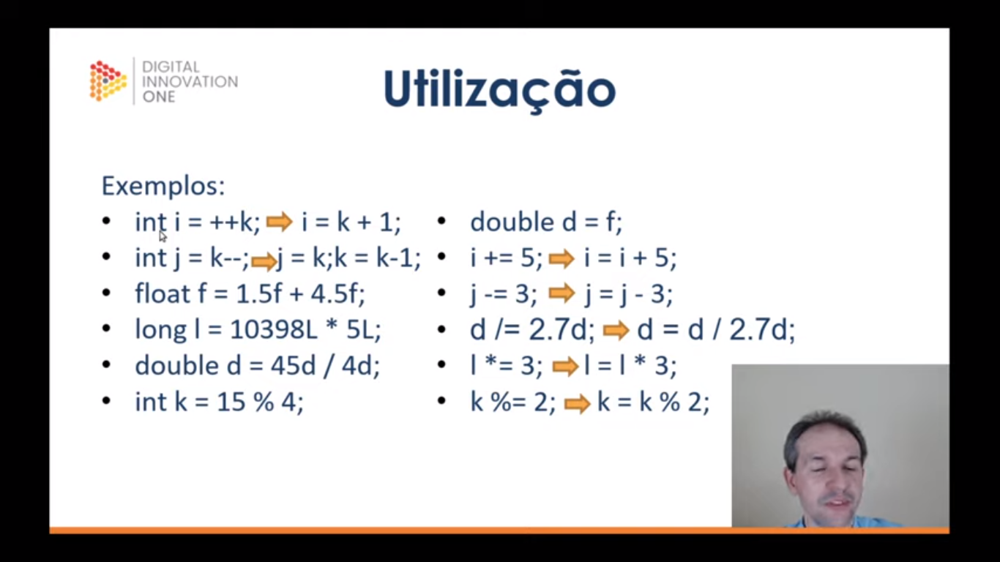 DIGITAL
INNOVATION
ONE
Utilização
Exemplos:
• int i = ++k; ➡ i = k + 1;
• int j = k--; ➡ j = k;k = k-1;
• float f = 1.5f + 4.5f;
• long l = 10398L * 5L;
• double d = 45d / 4d;
• int k = 15 % 4;
• double d = f;
• i += 5; ➡ i = i + 5;
• j -= 3; ➡ j = j - 3;
• d /= 2.7d; ➡ d = d / 2.7d;
• l *= 3; ➡ l = l * 3;
• k %= 2; ➡ k = k % 2;